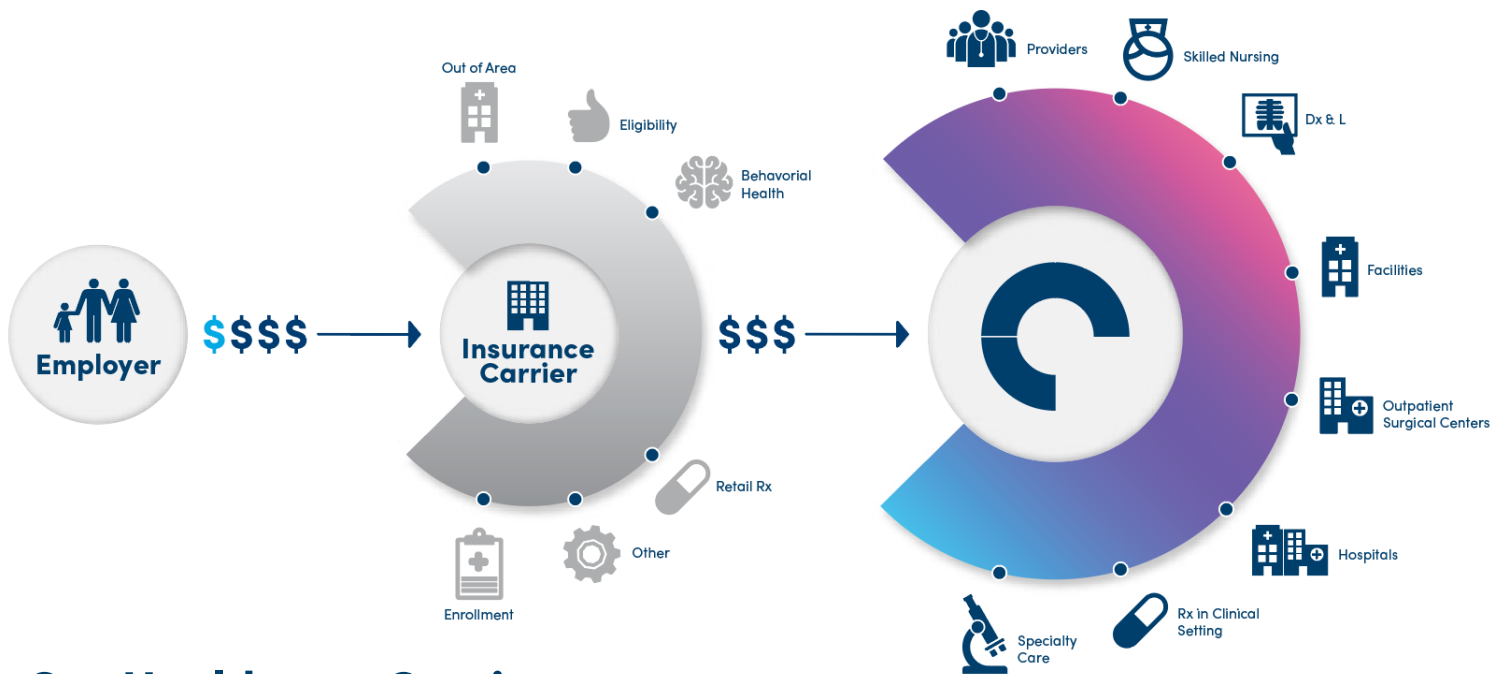 Out of Area
Eligibility
Behavorial
Health
Employer
$$$$
Insurance
Carrier
Retail Rx
Other
Enrollment
$$$
Providers
Skilled Nursing
Dx & L
Facilities
Outpatient
Surgical Centers
Hospitals
Rx in Clinical
Setting
Specialty
Care